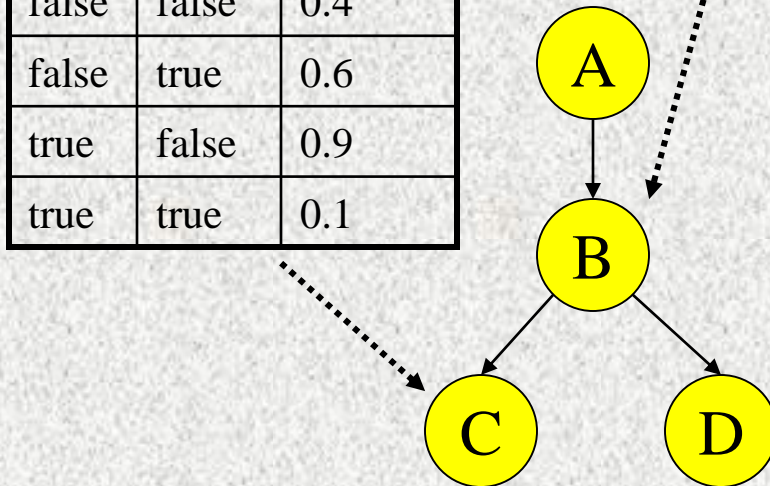 false false 0.4
false true 0.6
true false 0.9
true true 0.1
A
B
C D